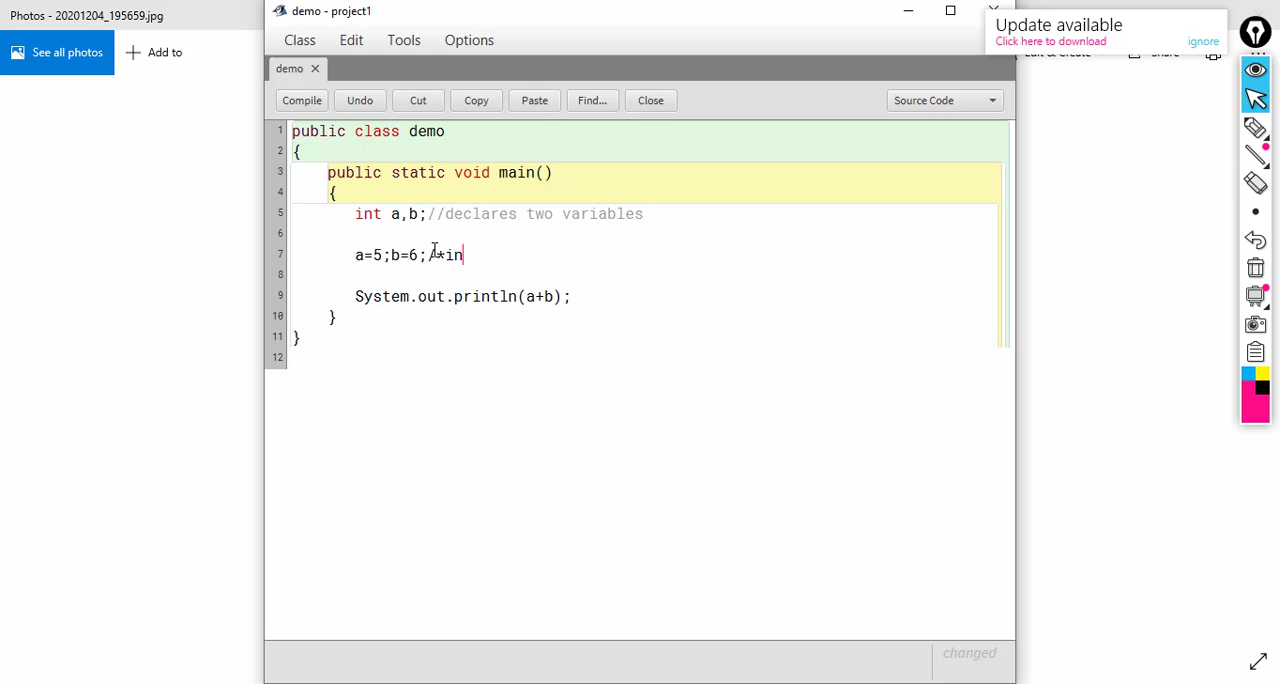 Photos - 20201204_195659.jpg
See all photos
Add to
demo - project1
Class Edit Tools Options
demo
Compile Undo Cut Copy Paste Find... Close Source Code
1 public class demo
2 {
3 public static void main()
4 {
5 int a,b;//declares two variables
6
7 a=5;b=6;/*in
8
9 System.out.println(a+b);
10 }
11 }
12
changed
Update available
Click here to download ignore